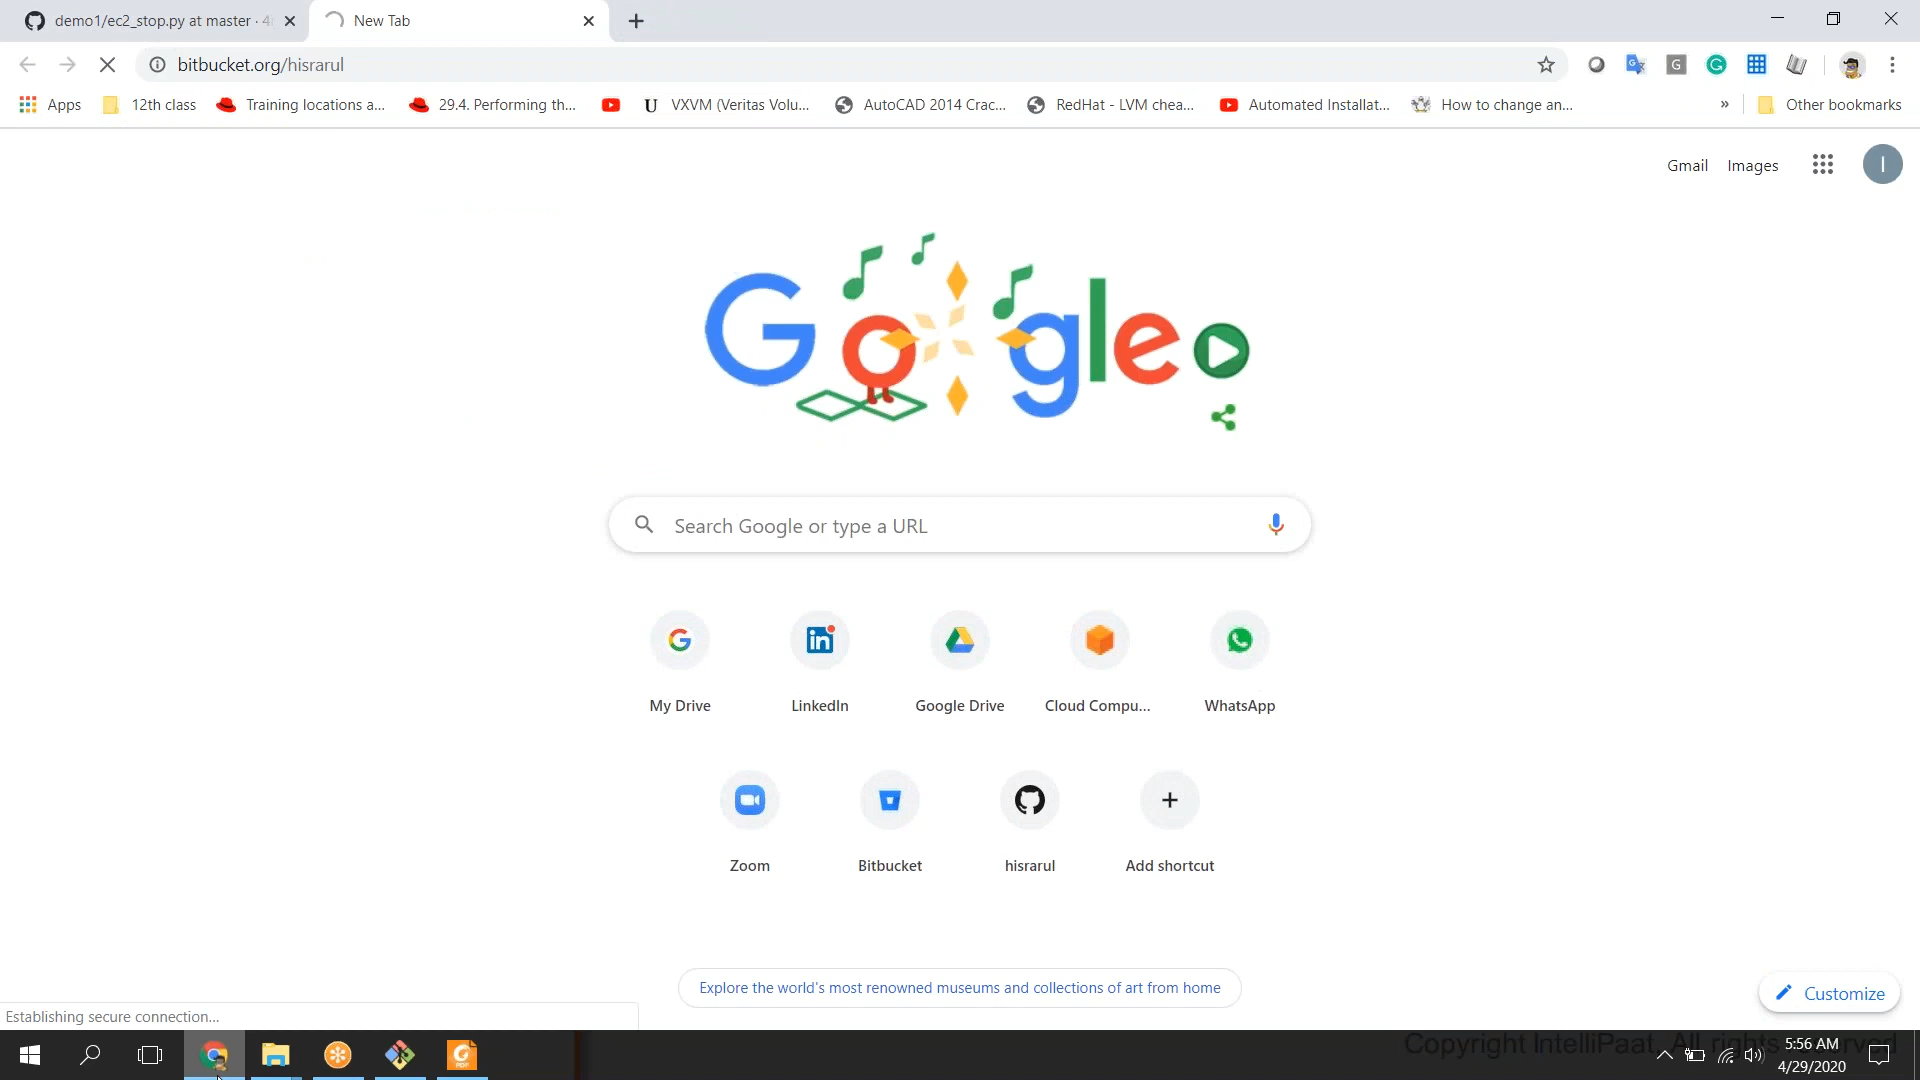 demo1/ec2_stop.py at master · 4
New Tab
bitbucket.org/hisrarul
Apps
12th class
Training locations a...
29.4. Performing th...
U VXVM (Veritas Volu...
AutoCAD 2014 Crac...
RedHat - LVM chea...
Automated Installat...
How to change an...
»
Other bookmarks
Gmail
Images
I
Google
Search Google or type a URL
My Drive
LinkedIn
Google Drive
Cloud Compu...
WhatsApp
Zoom
Bitbucket
hisrarul
Add shortcut
Explore the world's most renowned museums and collections of art from home
Customize
Establishing secure connection...
Copyright IntelliPaat. All rights reserved
5:56 AM
4/29/2020